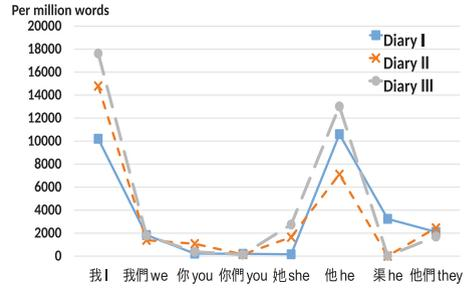 Per million words
20000
18000
16000
14000
12000
10000
8000
6000
4000
2000
0
Diary I
Diary II
Diary III
我 I 我們 we 你 you 你們 you 她 she 他 he 渠 he 他們 they